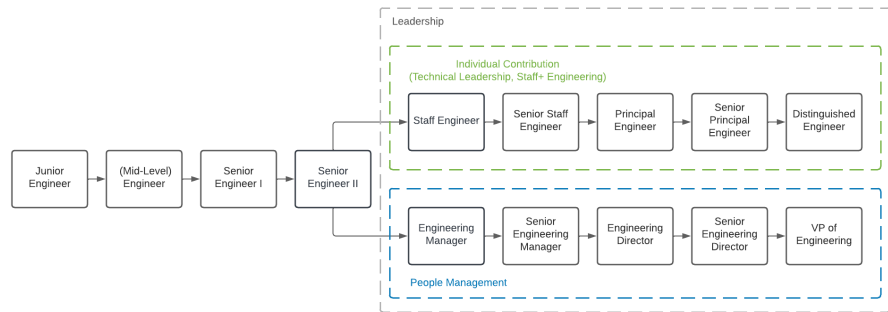 Leadership
Individual Contribution
(Technical Leadership, Staff+ Engineering)
Staff Engineer
Senior Staff
Engineer
Principal
Engineer
Senior
Principal
Engineer
Distinguished
Engineer
Junior
Engineer
(Mid-Level)
Engineer
Senior
Engineer I
Senior
Engineer II
Engineering
Manager
Senior
Engineering
Manager
Engineering
Director
Senior
Engineering
Director
VP of
Engineering
People Management